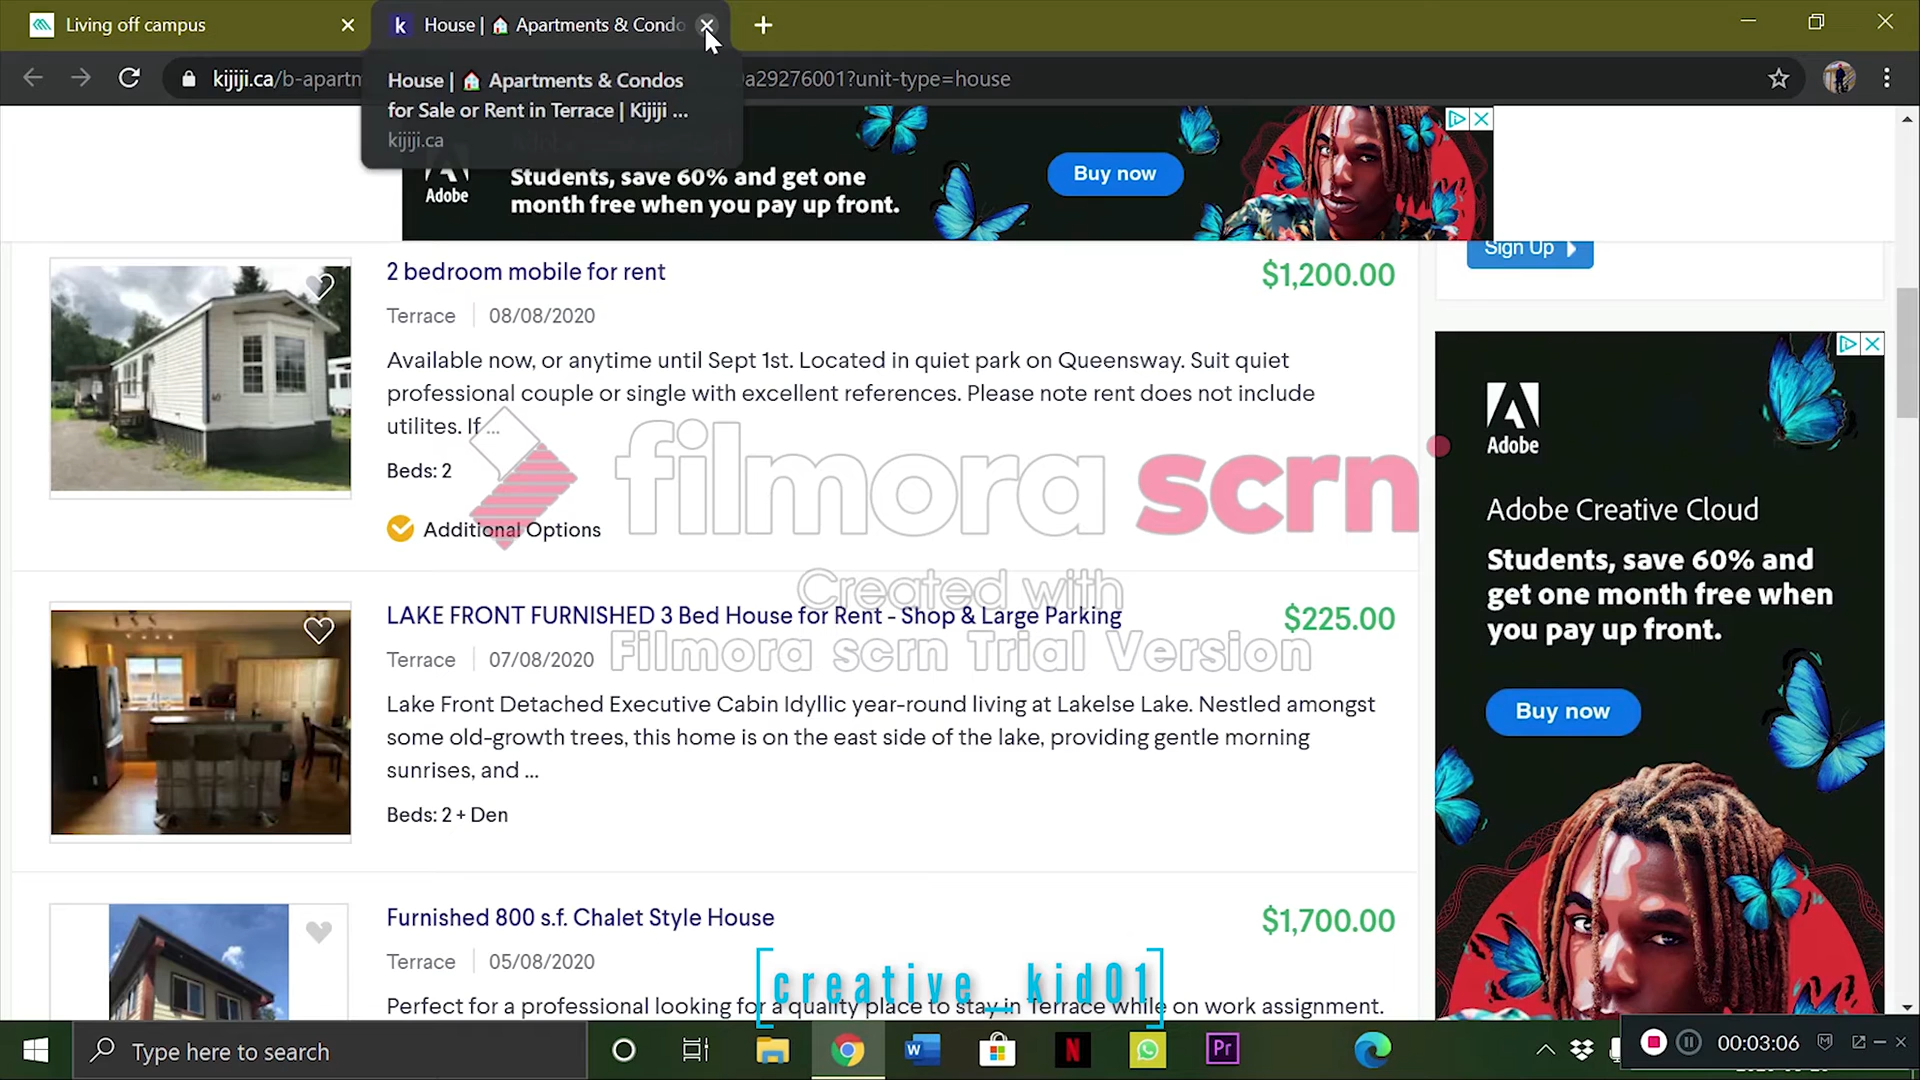 Living off campus
k House | Apartments & Condo
kijiji.ca/b-apartm
a29276001?unit-type=house
House | Apartments & Condos
for Sale or Rent in Terrace | Kijiji ...
kijiji.ca
Adobe
Students, save 60% and get one
month free when you pay up front.
Buy now
Sign Up
2 bedroom mobile for rent
$1,200.00
Terrace 08/08/2020
Available now, or anytime until Sept 1st. Located in quiet park on Queensway. Suit quiet
professional couple or single with excellent references. Please note rent does not include
utilites. If ...
Beds: 2
Additional Options
filmora scrn
Created with
Filmora scrn Trial Version
LAKE FRONT FURNISHED 3 Bed House for Rent - Shop & Large Parking
$225.00
Terrace 07/08/2020
Lake Front Detached Executive Cabin Idyllic year-round living at Lakelse Lake. Nestled amongst
some old-growth trees, this home is on the east side of the lake, providing gentle morning
sunrises, and ...
Beds: 2 + Den
Furnished 800 s.f. Chalet Style House
$1,700.00
Terrace 05/08/2020
Perfect for a professional looking for a quality place to stay in Terrace while on work assignment.
[creative_kid01]
Adobe
Adobe Creative Cloud
Students, save 60% and
get one month free when
you pay up front.
Buy now
Type here to search
W
N
Pr
00:03:06